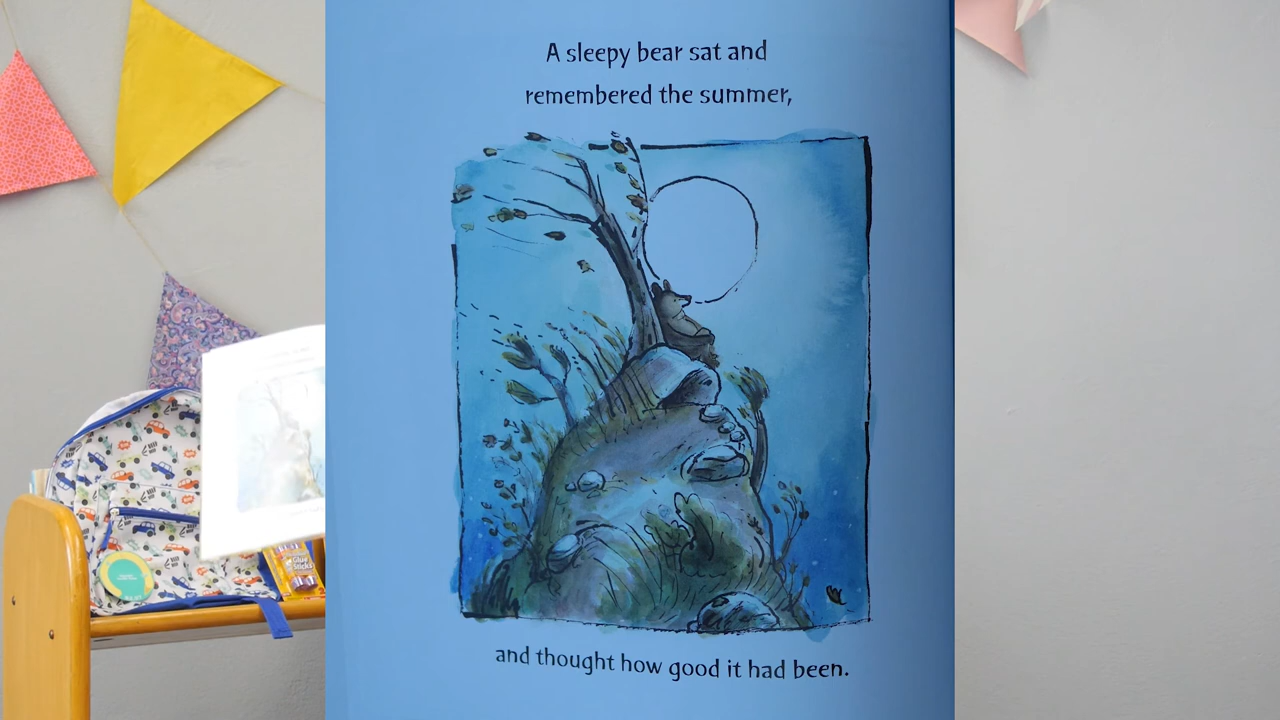 A sleepy bear sat and
remembered the summer,
and thought how good it had been.